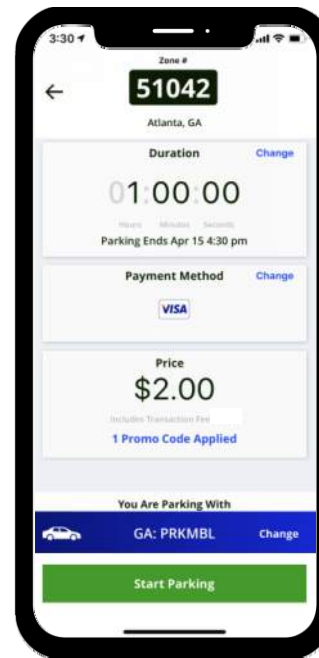 3:30
Zone #
51042
Atlanta, GA
Duration Change
01:00:00
Hours Minutes Seconds
Parking Ends Apr 15 4:30 pm
Payment Method Change
VISA
Price
$2.00
Includes Transaction Fee
1 Promo Code Applied
You Are Parking With
GA: PRKMBL Change
Start Parking